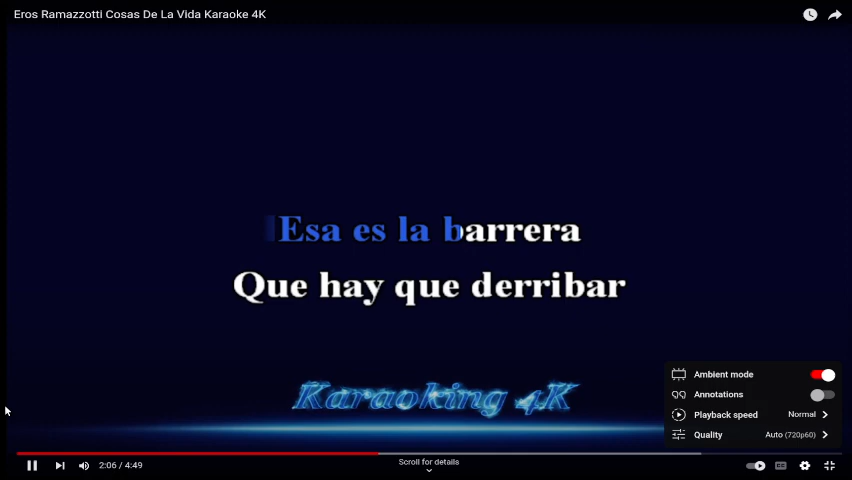 Eros Ramazzotti Cosas De La Vida Karaoke 4K
Esa es la barrera
Que hay que derribar
Karaoking 4K
Ambient mode
Annotations
Playback speed Normal
Quality Auto (720p60)
2:06 / 4:49
Scroll for details
CC